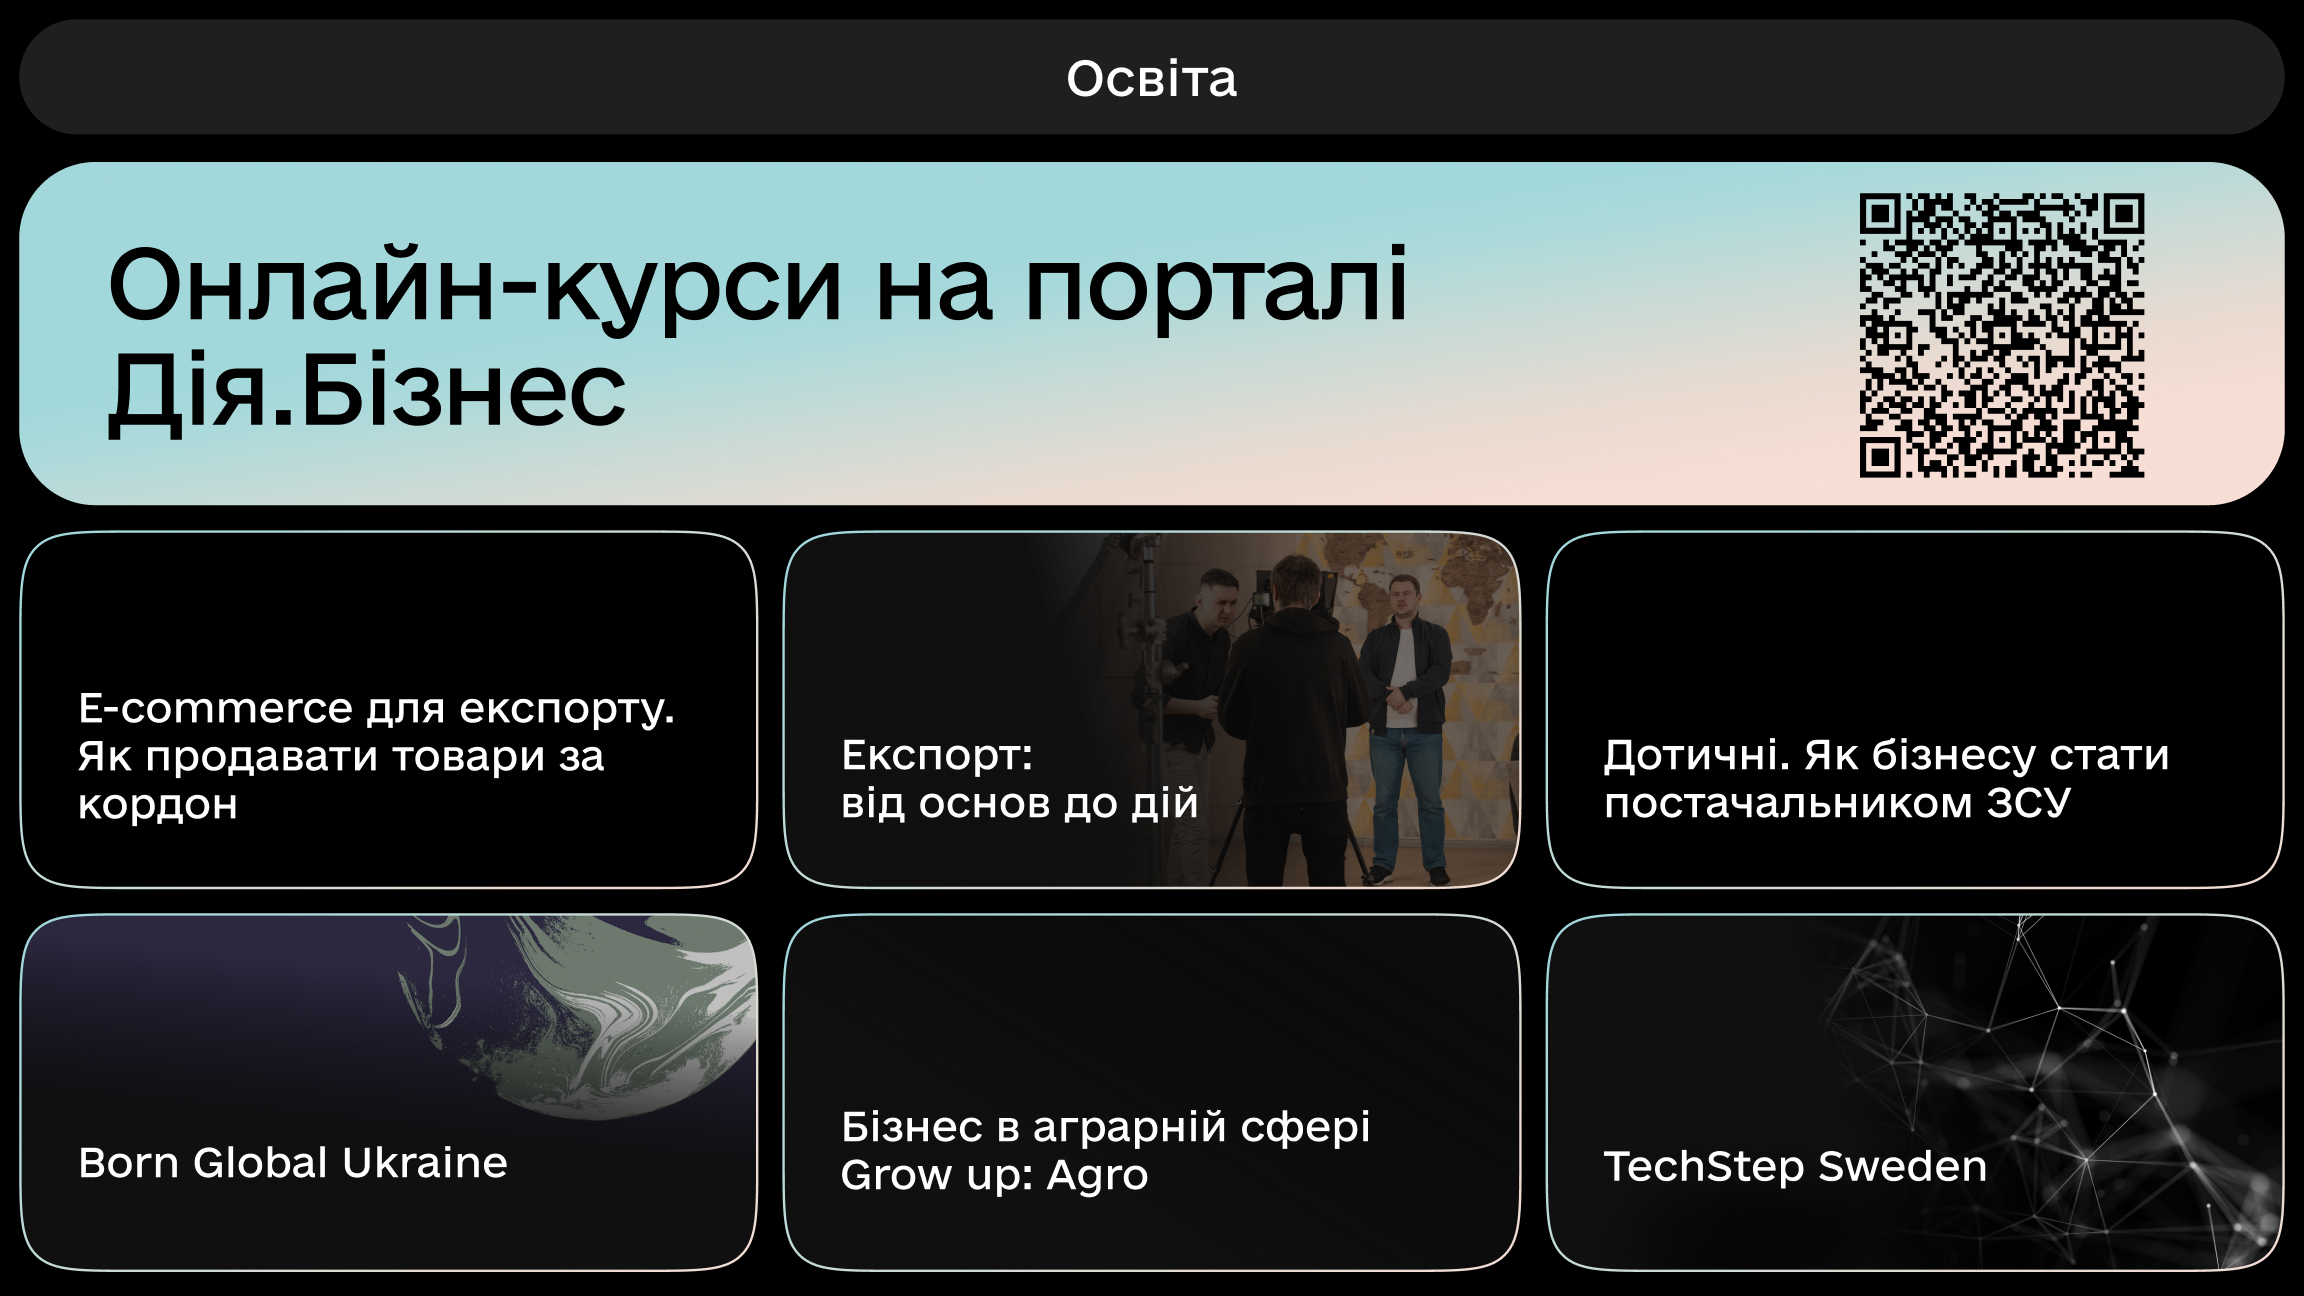 Освіта
Онлайн-курси на порталі
Дія.Бізнес
E-commerce для експорту.
Як продавати товари за
кордон
Експорт:
від основ до дій
Дотичні. Як бізнесу стати
постачальником ЗСУ
Born Global Ukraine
Бізнес в аграрній сфері
Grow up: Agro
TechStep Sweden